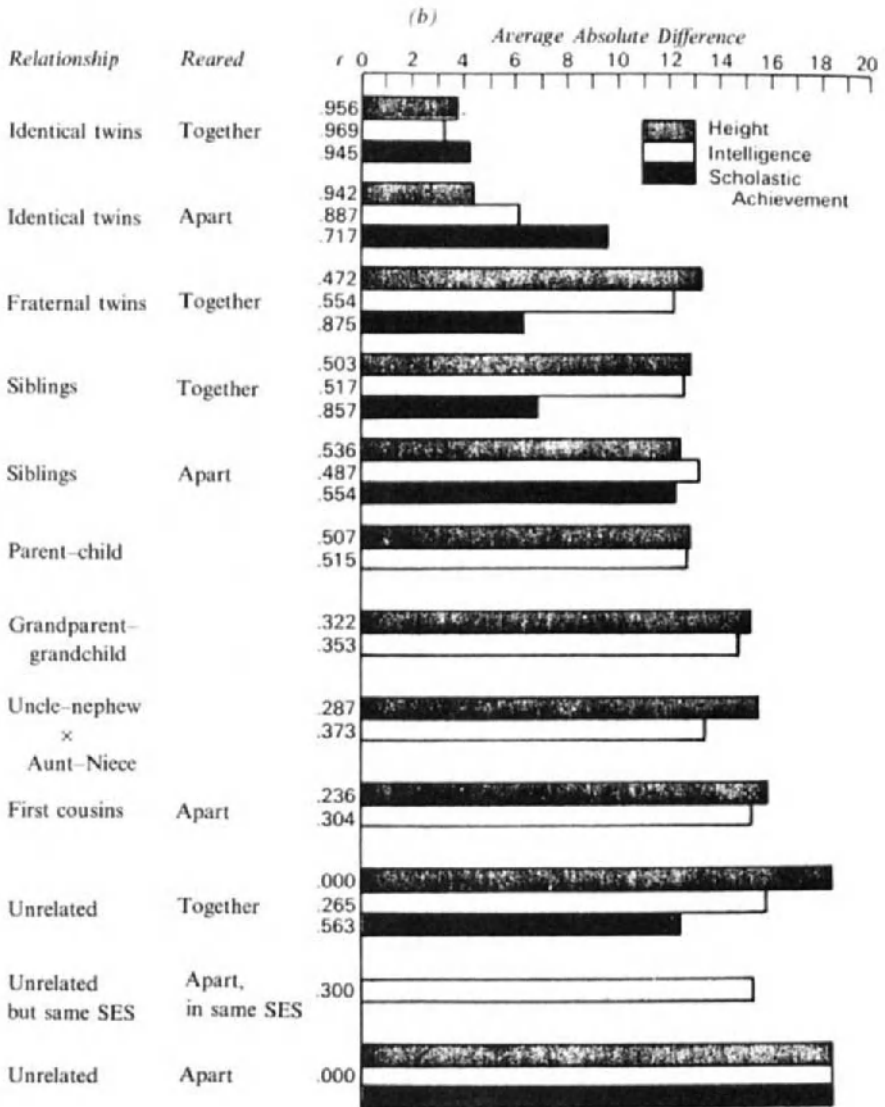 (b)
Average Absolute Difference
Relationship Reared r 0 2 4 6 8 10 12 14 16 18 20
.956
Identical twins Together .969
.945
Height
Intelligence
Scholastic
Achievement
.942
Identical twins Apart .887
.717
.472
Fraternal twins Together .554
.875
.503
Siblings Together .517
.857
.536
Siblings Apart .487
.554
.507
Parent–child .515
Grandparent– .322
grandchild .353
Uncle–nephew .287
× .373
Aunt–Niece
First cousins Apart .236
.304
.000
Unrelated Together .265
.563
Unrelated Apart, .300
but same SES in same SES
Unrelated Apart .000